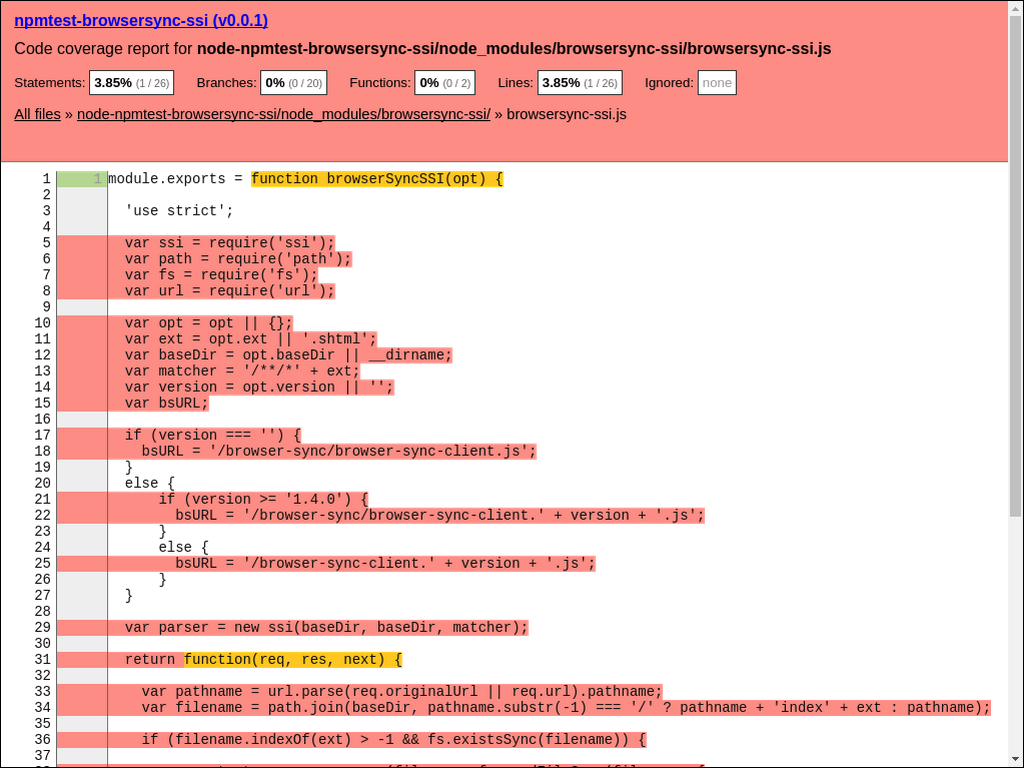 npmtest-browsersync-ssi (v0.0.1)
Code coverage report for node-npmtest-browsersync-ssi/node_modules/browsersync-ssi/browsersync-ssi.js
Statements: 3.85% (1 / 26) Branches: 0% (0 / 20) Functions: 0% (0 / 2) Lines: 3.85% (1 / 26) Ignored: none
All files » node-npmtest-browsersync-ssi/node_modules/browsersync-ssi/ » browsersync-ssi.js
1 1 module.exports = function browserSyncSSI(opt) {
2
3 'use strict';
4
5 var ssi = require('ssi');
6 var path = require('path');
7 var fs = require('fs');
8 var url = require('url');
9
10 var opt = opt || {};
11 var ext = opt.ext || '.shtml';
12 var baseDir = opt.baseDir || __dirname;
13 var matcher = '/**/*' + ext;
14 var version = opt.version || '';
15 var bsURL;
16
17 if (version === '') {
18 bsURL = '/browser-sync/browser-sync-client.js';
19 }
20 else {
21 if (version >= '1.4.0') {
22 bsURL = '/browser-sync/browser-sync-client.' + version + '.js';
23 }
24 else {
25 bsURL = '/browser-sync-client.' + version + '.js';
26 }
27 }
28
29 var parser = new ssi(baseDir, baseDir, matcher);
30
31 return function(req, res, next) {
32
33 var pathname = url.parse(req.originalUrl || req.url).pathname;
34 var filename = path.join(baseDir, pathname.substr(-1) === '/' ? pathname + 'index' + ext : pathname);
35
36 if (filename.indexOf(ext) > -1 && fs.existsSync(filename)) {
37